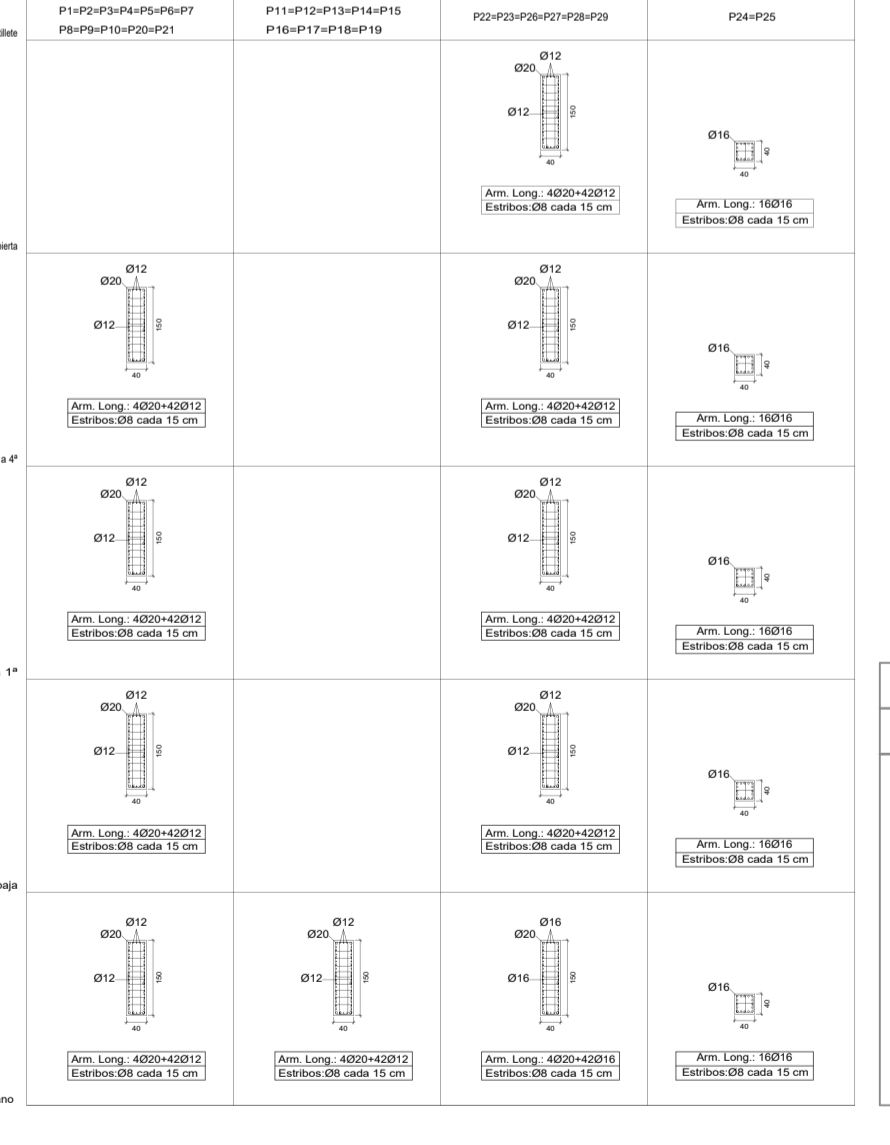 P1=P2=P3=P4=P5=P6=P7
P8=P9=P10=P20=P21
P11=P12=P13=P14=P15
P16=P17=P18=P19
P22=P23=P26=P27=P28=P29
P24=P25
illete
Ø12
Ø20
Ø12
150
40
Arm. Long.: 4Ø20+42Ø12
Estribos:Ø8 cada 15 cm
Ø16
40
40
Arm. Long.: 16Ø16
Estribos:Ø8 cada 15 cm
bierta
Ø12
Ø20
Ø12
150
40
Arm. Long.: 4Ø20+42Ø12
Estribos:Ø8 cada 15 cm
Ø12
Ø20
Ø12
150
40
Arm. Long.: 4Ø20+42Ø12
Estribos:Ø8 cada 15 cm
Ø16
40
40
Arm. Long.: 16Ø16
Estribos:Ø8 cada 15 cm
a 4ª
Ø12
Ø20
Ø12
150
40
Arm. Long.: 4Ø20+42Ø12
Estribos:Ø8 cada 15 cm
Ø12
Ø20
Ø12
150
40
Arm. Long.: 4Ø20+42Ø12
Estribos:Ø8 cada 15 cm
Ø16
40
40
Arm. Long.: 16Ø16
Estribos:Ø8 cada 15 cm
1ª
Ø12
Ø20
Ø12
150
40
Arm. Long.: 4Ø20+42Ø12
Estribos:Ø8 cada 15 cm
Ø12
Ø20
Ø12
150
40
Arm. Long.: 4Ø20+42Ø12
Estribos:Ø8 cada 15 cm
Ø16
40
40
Arm. Long.: 16Ø16
Estribos:Ø8 cada 15 cm
baja
Ø12
Ø20
Ø12
150
40
Arm. Long.: 4Ø20+42Ø12
Estribos:Ø8 cada 15 cm
Ø12
Ø20
Ø12
150
40
Arm. Long.: 4Ø20+42Ø12
Estribos:Ø8 cada 15 cm
Ø16
Ø20
Ø16
150
40
Arm. Long.: 4Ø20+42Ø16
Estribos:Ø8 cada 15 cm
Ø16
40
40
Arm. Long.: 16Ø16
Estribos:Ø8 cada 15 cm
ano